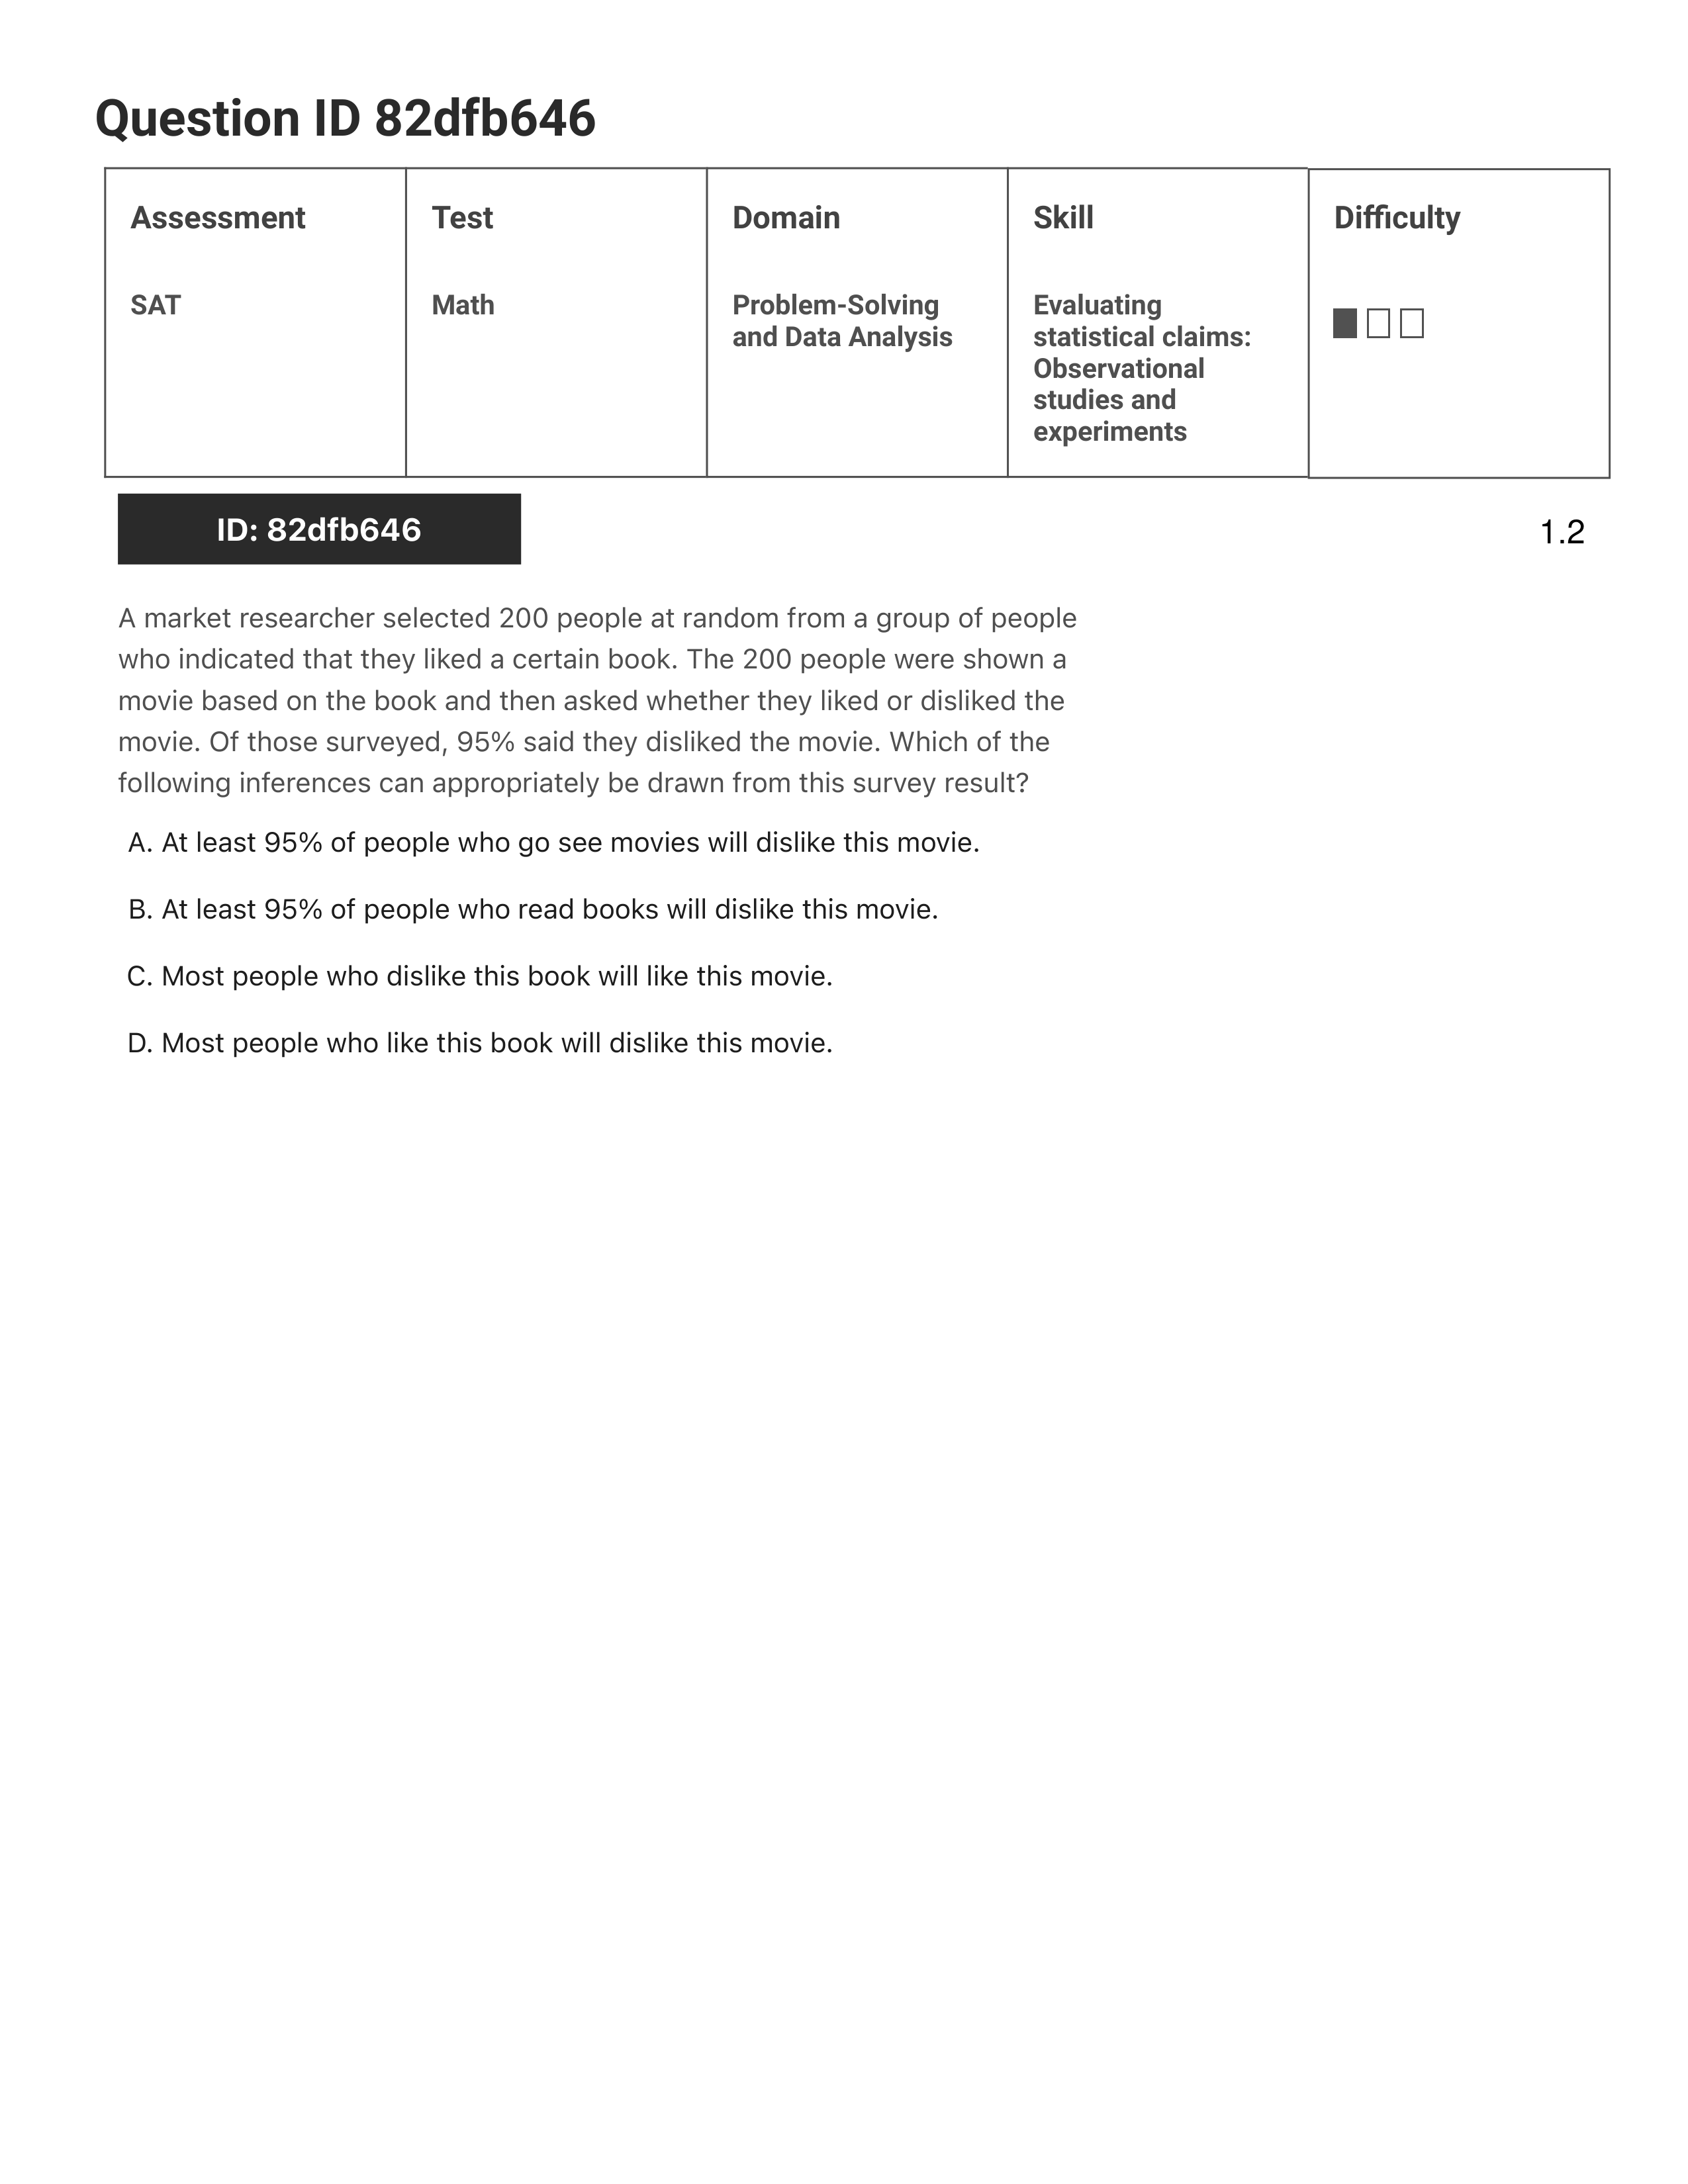 Question ID 82dfb646
Assessment
Test
Domain
Skill
Difficulty
SAT
Math
Problem-Solving
and Data Analysis
Evaluating
statistical claims:
Observational
studies and
experiments
ID: 82dfb646
1.2
A market researcher selected 200 people at random from a group of people
who indicated that they liked a certain book. The 200 people were shown a
movie based on the book and then asked whether they liked or disliked the
movie. Of those surveyed, 95% said they disliked the movie. Which of the
following inferences can appropriately be drawn from this survey result?
A. At least 95% of people who go see movies will dislike this movie.
B. At least 95% of people who read books will dislike this movie.
C. Most people who dislike this book will like this movie.
D. Most people who like this book will dislike this movie.